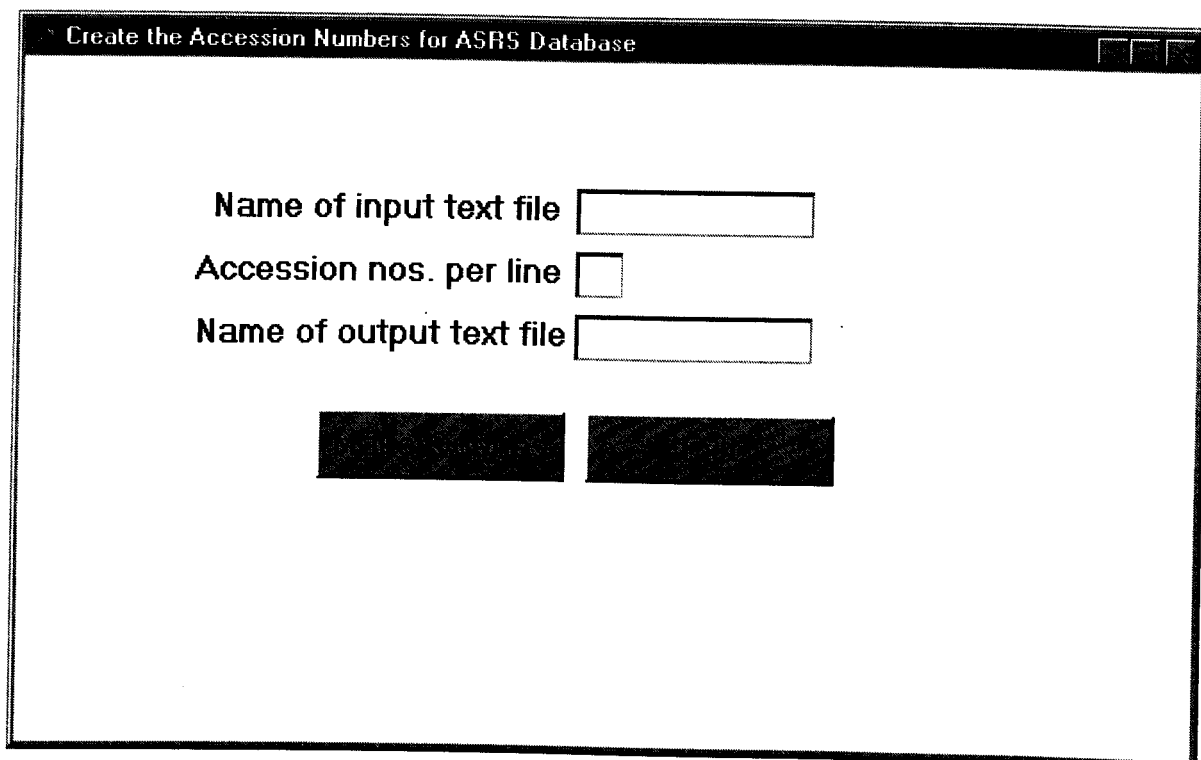 Create the Accession Numbers for ASRS Database
Name of input text file
Accession nos. per line
Name of output text file